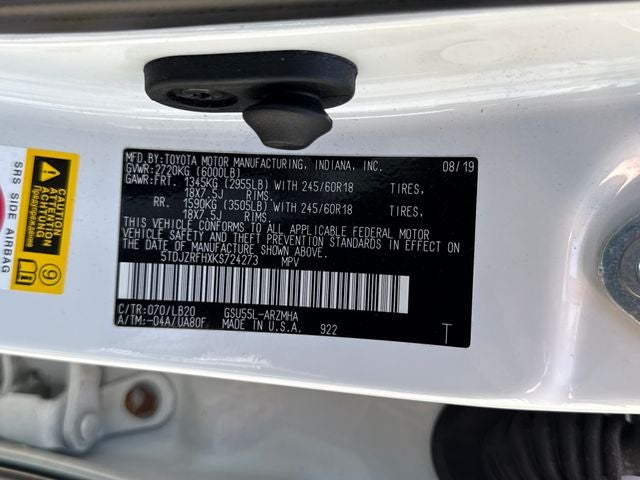 MFD.BY:TOYOTA MOTOR MANUFACTURING, INDIANA, INC. 08/19
GVWR:2720KG (6000LB)
GAWR:FRT. 1345KG (2955LB) WITH 245/60R18 TIRES,
18X7.5J RIMS.
RR. 1590KG (3505LB) WITH 245/60R18 TIRES,
18X7.5J RIMS.
THIS VEHICLE CONFORMS TO ALL APPLICABLE FEDERAL MOTOR
VEHICLE SAFETY AND THEFT PREVENTION STANDARDS IN EFFECT ON
THE DATE OF MANUFACTURE SHOWN ABOVE.
5TDJZRFHXKS724273 MPV
C/TR:070/LB20 GSU55L-ARZMHA
A/TM:-04A/UA80F MADE IN U.S.A. 922 T
CAUTION
ATTENTION
ACHTUNG
9
SRS SIDE AIRBAG